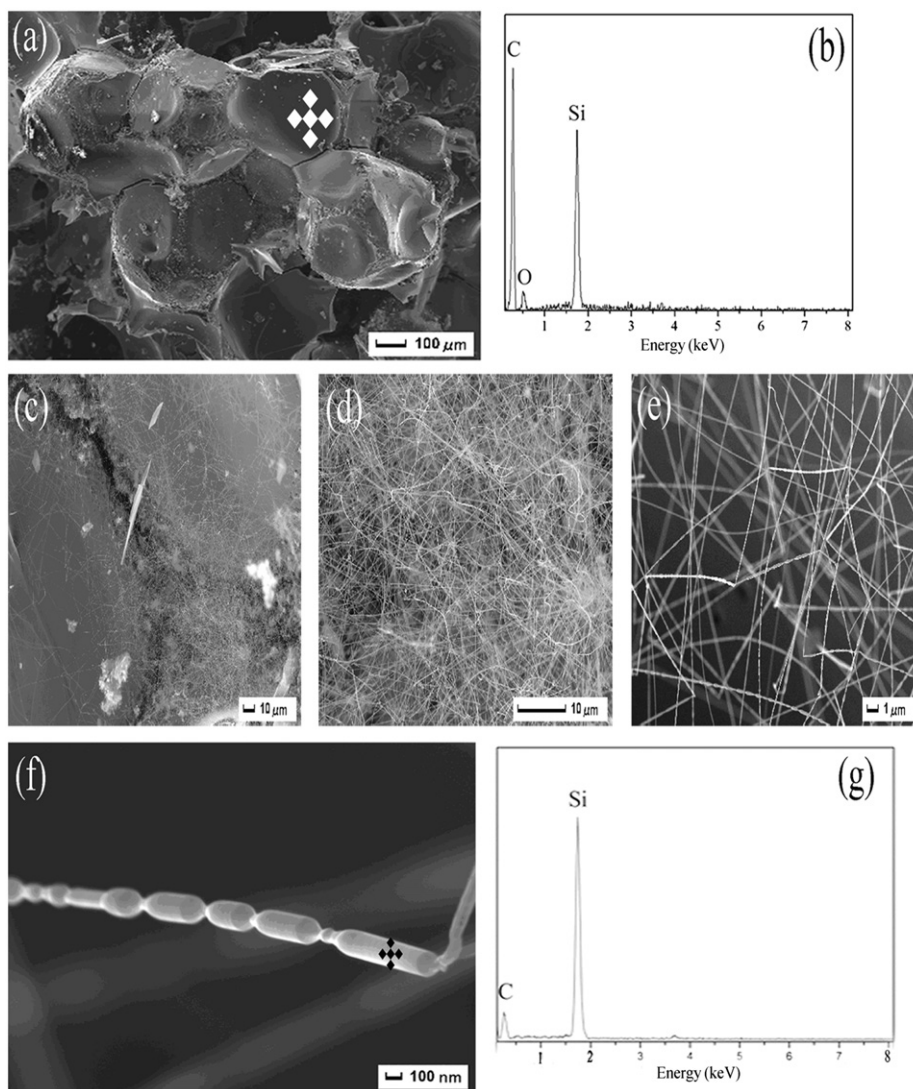 (a)
100 μm
(b)
C
Si
O
1 2 3 4 5 6 7 8
Energy (keV)
(c)
10 μm
(d)
10 μm
(e)
1 μm
(f)
100 nm
(g)
Si
C
1 2 3 4 5 6 7 8
Energy (keV)